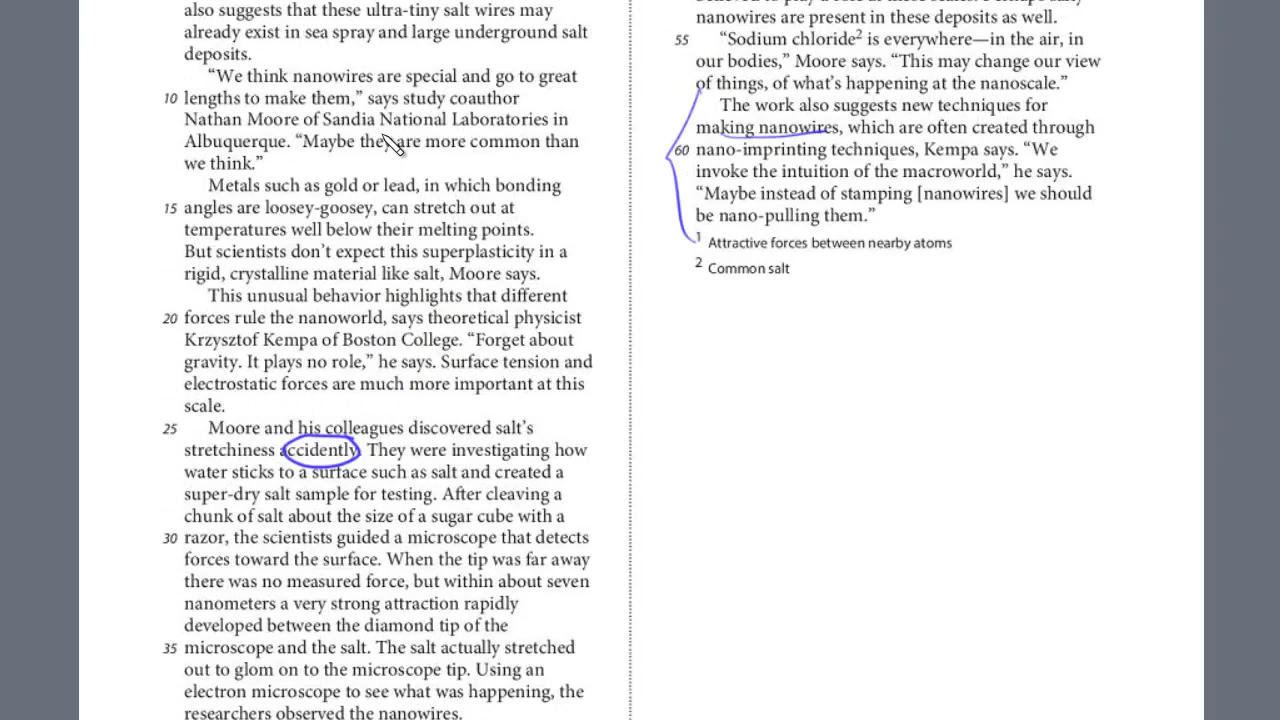 also suggests that these ultra-tiny salt wires may
already exist in sea spray and large underground salt
deposits.
“We think nanowires are special and go to great
10 lengths to make them,” says study coauthor
Nathan Moore of Sandia National Laboratories in
Albuquerque. “Maybe they are more common than
we think.”
Metals such as gold or lead, in which bonding
15 angles are loosey-goosey, can stretch out at
temperatures well below their melting points.
But scientists don’t expect this superplasticity in a
rigid, crystalline material like salt, Moore says.
This unusual behavior highlights that different
20 forces rule the nanoworld, says theoretical physicist
Krzysztof Kempa of Boston College. “Forget about
gravity. It plays no role,” he says. Surface tension and
electrostatic forces are much more important at this
scale.
25 Moore and his colleagues discovered salt’s
stretchiness accidently. They were investigating how
water sticks to a surface such as salt and created a
super-dry salt sample for testing. After cleaving a
chunk of salt about the size of a sugar cube with a
30 razor, the scientists guided a microscope that detects
forces toward the surface. When the tip was far away
there was no measured force, but within about seven
nanometers a very strong attraction rapidly
developed between the diamond tip of the
35 microscope and the salt. The salt actually stretched
out to glom on to the microscope tip. Using an
electron microscope to see what was happening, the
researchers observed the nanowires.
nanowires are present in these deposits as well.
55 “Sodium chloride² is everywhere—in the air, in
our bodies,” Moore says. “This may change our view
of things, of what’s happening at the nanoscale.”
The work also suggests new techniques for
making nanowires, which are often created through
60 nano-imprinting techniques, Kempa says. “We
invoke the intuition of the macroworld,” he says.
“Maybe instead of stamping [nanowires] we should
be nano-pulling them.”
1 Attractive forces between nearby atoms
2 Common salt